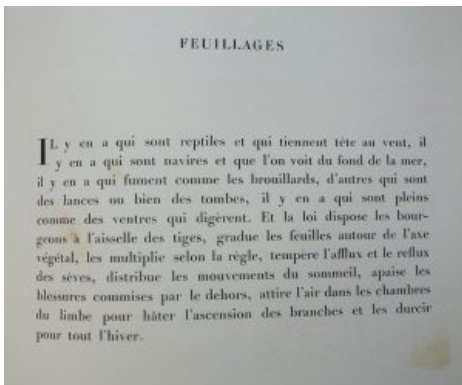 FEUILLAGES
IL y en a qui sont reptiles et qui tiennent tête au vent, il
y en a qui sont navires et que l'on voit du fond de la mer,
il y en a qui fument comme les brouillards, d'autres qui sont
des lances ou bien des tombes, il y en a qui sont pleins
comme des ventres qui digèrent. Et la loi dispose les bour-
geons à l'aisselle des tiges, gradue les feuilles autour de l'axe
végétal, les multiplie selon la règle, tempère l'afflux et le reflux
des sèves, distribue les mouvements du sommeil, apaise les
blessures commises par le dehors, attire l'air dans les chambres
du limbe pour hâter l'ascension des branches et les durcir
pour tout l'hiver.